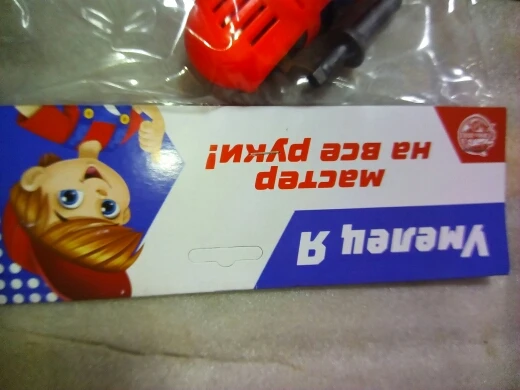 Умелец Я
мастер
на все руки!